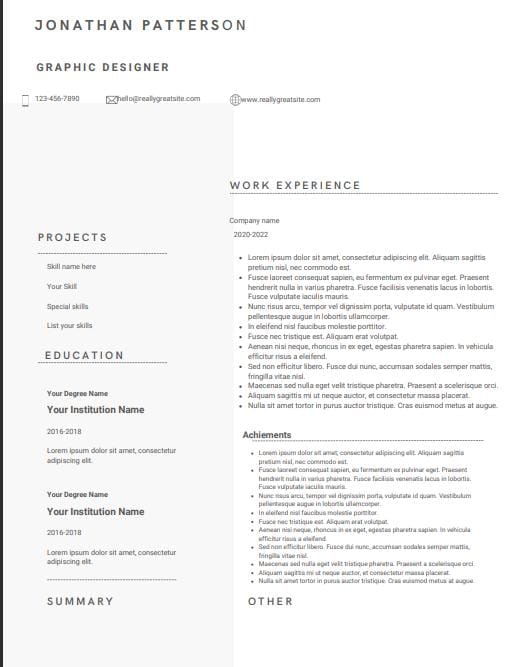 JONATHAN PATTERSON
GRAPHIC DESIGNER
123-456-7890
hello@reallygreatsite.com
www.reallygreatsite.com
PROJECTS
Skill name here
Your Skill
Special skills
List your skills
EDUCATION
Your Degree Name
Your Institution Name
2016-2018
Lorem ipsum dolor sit amet, consectetur
adipiscing elit.
Your Degree Name
Your Institution Name
2016-2018
Lorem ipsum dolor sit amet, consectetur
adipiscing elit.
SUMMARY
WORK EXPERIENCE
Company name
2020-2022
• Lorem ipsum dolor sit amet, consectetur adipiscing elit. Aliquam sagittis
pretium nisl, nec commodo est.
• Fusce laoreet consequat sapien, eu fermentum ex pulvinar eget. Praesent
hendrerit nulla in varius pharetra. Fusce facilisis venenatis lacus in lobortis.
Fusce vulputate iaculis mauris.
• Nunc risus arcu, tempor vel dignissim porta, vulputate id quam. Vestibulum
pellentesque augue in lobortis ullamcorper.
• In eleifend nisl faucibus molestie porttitor.
• Fusce nec tristique est. Aliquam erat volutpat.
• Aenean nisi neque, rhoncus in ex eget, egestas pharetra sapien. In vehicula
efficitur risus a eleifend.
• Sed non efficitur libero. Fusce dui nunc, accumsan sodales semper mattis,
fringilla vitae nisl.
• Maecenas sed nulla eget velit tristique pharetra. Praesent a scelerisque orci.
• Aliquam sagittis mi ut neque auctor, et consectetur massa placerat.
• Nulla sit amet tortor in purus auctor tristique. Cras euismod metus at augue.
Achiements
• Lorem ipsum dolor sit amet, consectetur adipiscing elit. Aliquam sagittis
pretium nisl, nec commodo est.
• Fusce laoreet consequat sapien, eu fermentum ex pulvinar eget. Praesent
hendrerit nulla in varius pharetra. Fusce facilisis venenatis lacus in lobortis.
Fusce vulputate iaculis mauris.
• Nunc risus arcu, tempor vel dignissim porta, vulputate id quam. Vestibulum
pellentesque augue in lobortis ullamcorper.
• In eleifend nisl faucibus molestie porttitor.
• Fusce nec tristique est. Aliquam erat volutpat.
• Aenean nisi neque, rhoncus in ex eget, egestas pharetra sapien. In vehicula
efficitur risus a eleifend.
• Sed non efficitur libero. Fusce dui nunc, accumsan sodales semper mattis,
fringilla vitae nisl.
• Maecenas sed nulla eget velit tristique pharetra. Praesent a scelerisque orci.
• Aliquam sagittis mi ut neque auctor, et consectetur massa placerat.
• Nulla sit amet tortor in purus auctor tristique. Cras euismod metus at augue.
OTHER